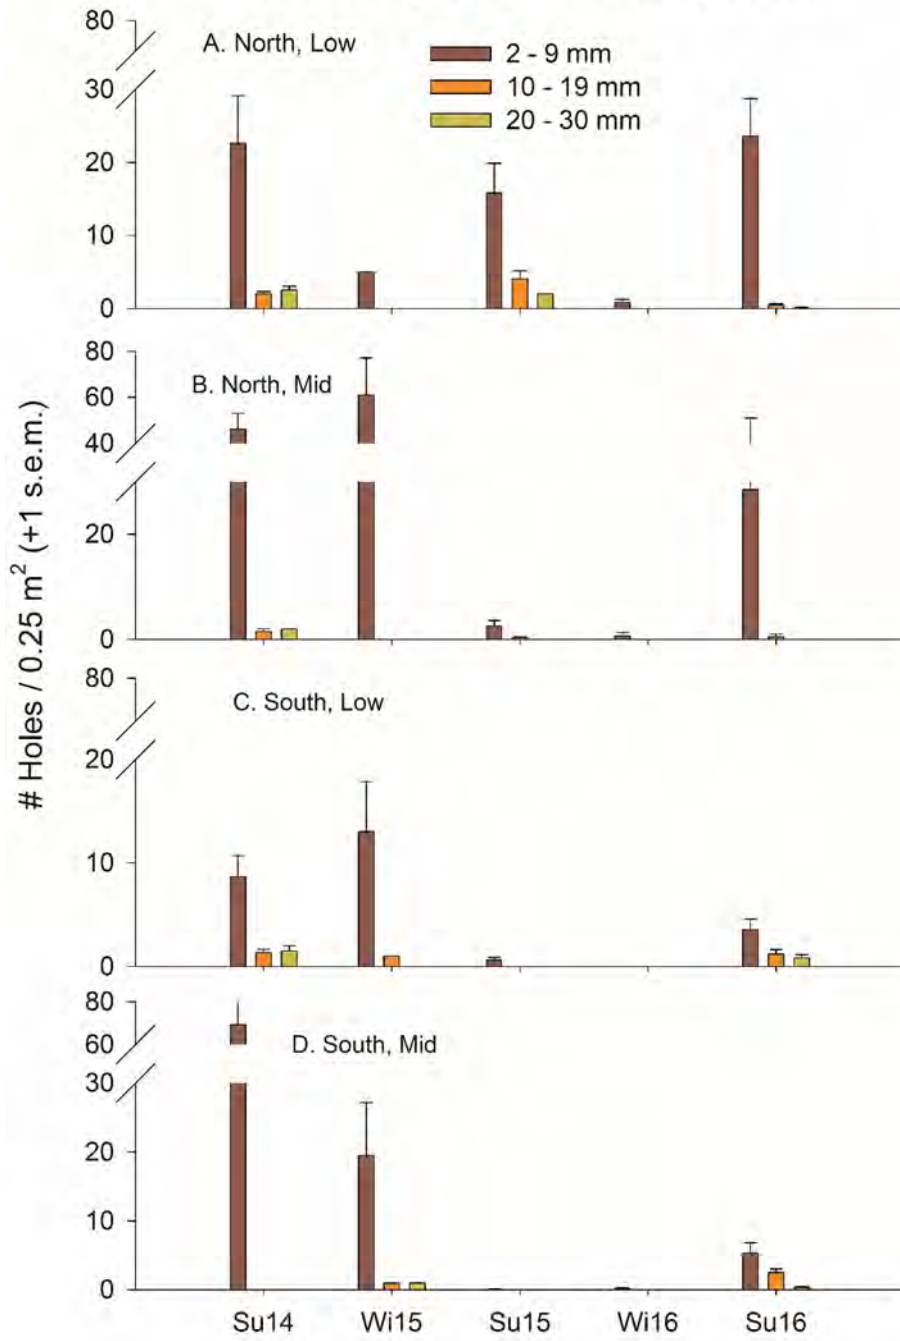 80
A. North, Low
2 - 9 mm
10 - 19 mm
20 - 30 mm
30
20
10
0
80
B. North, Mid
60
40
20
0
# Holes / 0.25 m² (+1 s.e.m.)
80
C. South, Low
20
10
0
80
60
D. South, Mid
30
20
10
0
Su14 Wi15 Su15 Wi16 Su16